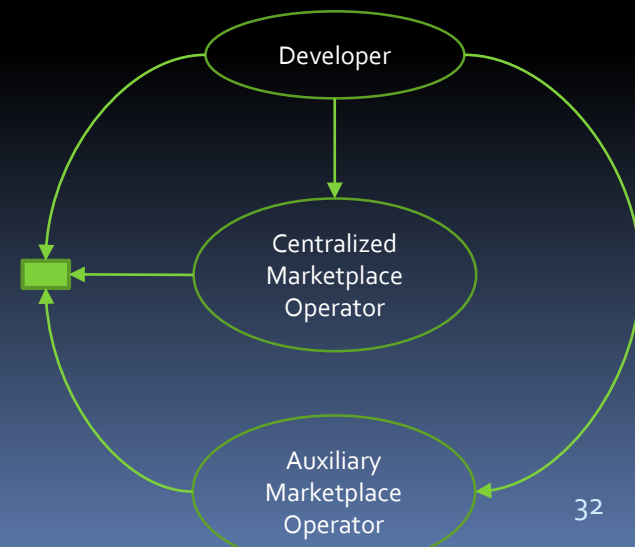 Developer
Centralized
Marketplace
Operator
Auxiliary
Marketplace
Operator
32